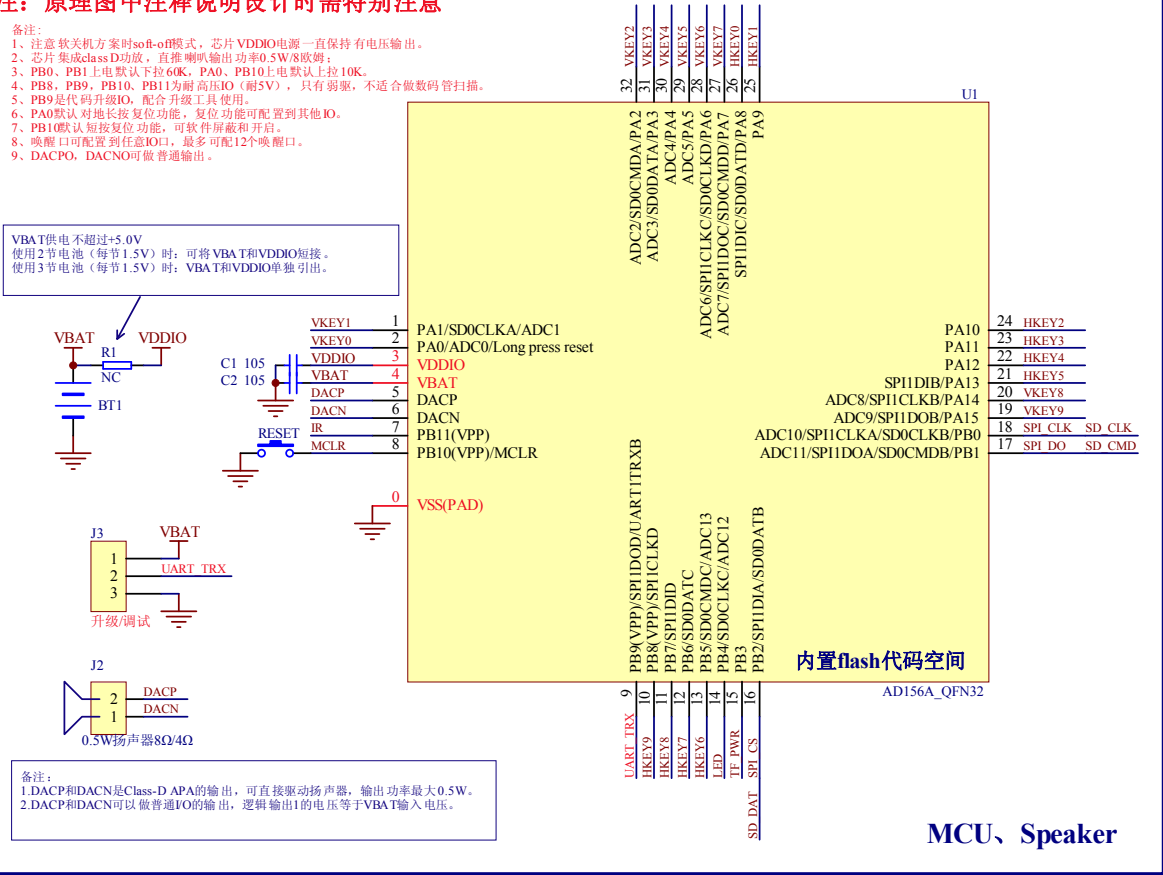 注：原理图中注释说明设计时需特别注意
备注:
1、注意软关机方案时soft-off模式，芯片VDDIO电源一直保持有电压输出。
2、芯片集成class D功放，直推喇叭输出功率0.5W/8欧姆；
3、PB0、PB1上电默认下拉60K，PA0、PB10上电默认上拉10K。
4、PB8，PB9，PB10、PB11为耐高压IO（耐5V），只有弱驱，不适合做数码管扫描。
5、PB9是代码升级IO，配合升级工具使用。
6、PA0默认对地长按复位功能，复位功能可配置到其他IO。
7、PB10默认短按复位功能，可软件屏蔽和开启。
8、唤醒口可配置到任意IO口，最多可配12个唤醒口。
9、DACPO，DACNO可做普通输出。
VBAT供电不超过+5.0V
使用2节电池（每节1.5V）时：可将VBAT和VDDIO短接。
使用3节电池（每节1.5V）时：VBAT和VDDIO单独引出。
VBAT
VDDIO
R1
NC
BT1
C1 105
C2 105
RESET
U1
32 VKEY2 ADC2/SD0CMDA/PA2
31 VKEY3 ADC3/SD0DATA/PA3
30 VKEY4 ADC4/PA4
29 VKEY5 ADC5/PA5
28 VKEY6 ADC6/SPI1CLKC/SD0CLKD/PA6
27 VKEY7 ADC7/SPI1DOC/SD0CMDD/PA7
26 HKEY0 SPI1DIC/SD0DATD/PA8
25 HKEY1 PA9
VKEY1 1 PA1/SD0CLKA/ADC1
VKEY0 2 PA0/ADC0/Long press reset
VDDIO 3 VDDIO
VBAT 4 VBAT
DACP 5 DACP
DACN 6 DACN
IR 7 PB11(VPP)
MCLR 8 PB10(VPP)/MCLR
0 VSS(PAD)
PA10 24 HKEY2
PA11 23 HKEY3
PA12 22 HKEY4
SPI1DIB/PA13 21 HKEY5
ADC8/SPI1CLKB/PA14 20 VKEY8
ADC9/SPI1DOB/PA15 19 VKEY9
ADC10/SPI1CLKA/SD0CLKB/PB0 18 SPI_CLK SD_CLK
ADC11/SPI1DOA/SD0CMDB/PB1 17 SPI_DO SD_CMD
PB9(VPP)/SPI1DOD/UART1TRXB 9 UART_TRX
PB8(VPP)/SPI1CLKD 10 HKEY9
PB7/SPI1DID 11 HKEY8
PB6/SD0DATC 12 HKEY7
PB5/SD0CMDC/ADC13 13 HKEY6
PB4/SD0CLKC/ADC12 14 LED
PB3 15 TF_PWR
PB2/SPI1DIA/SD0DATB 16 SPI_CS SD_DAT
内置flash代码空间
AD156A_QFN32
J3
VBAT
1
2 UART_TRX
3
升级/调试
J2
2 DACP
1 DACN
0.5W扬声器8Ω/4Ω
备注：
1.DACP和DACN是Class-D APA的输出，可直接驱动扬声器，输出功率最大0.5W。
2.DACP和DACN可以做普通I/O的输出，逻辑输出1的电压等于VBAT输入电压。
MCU、Speaker